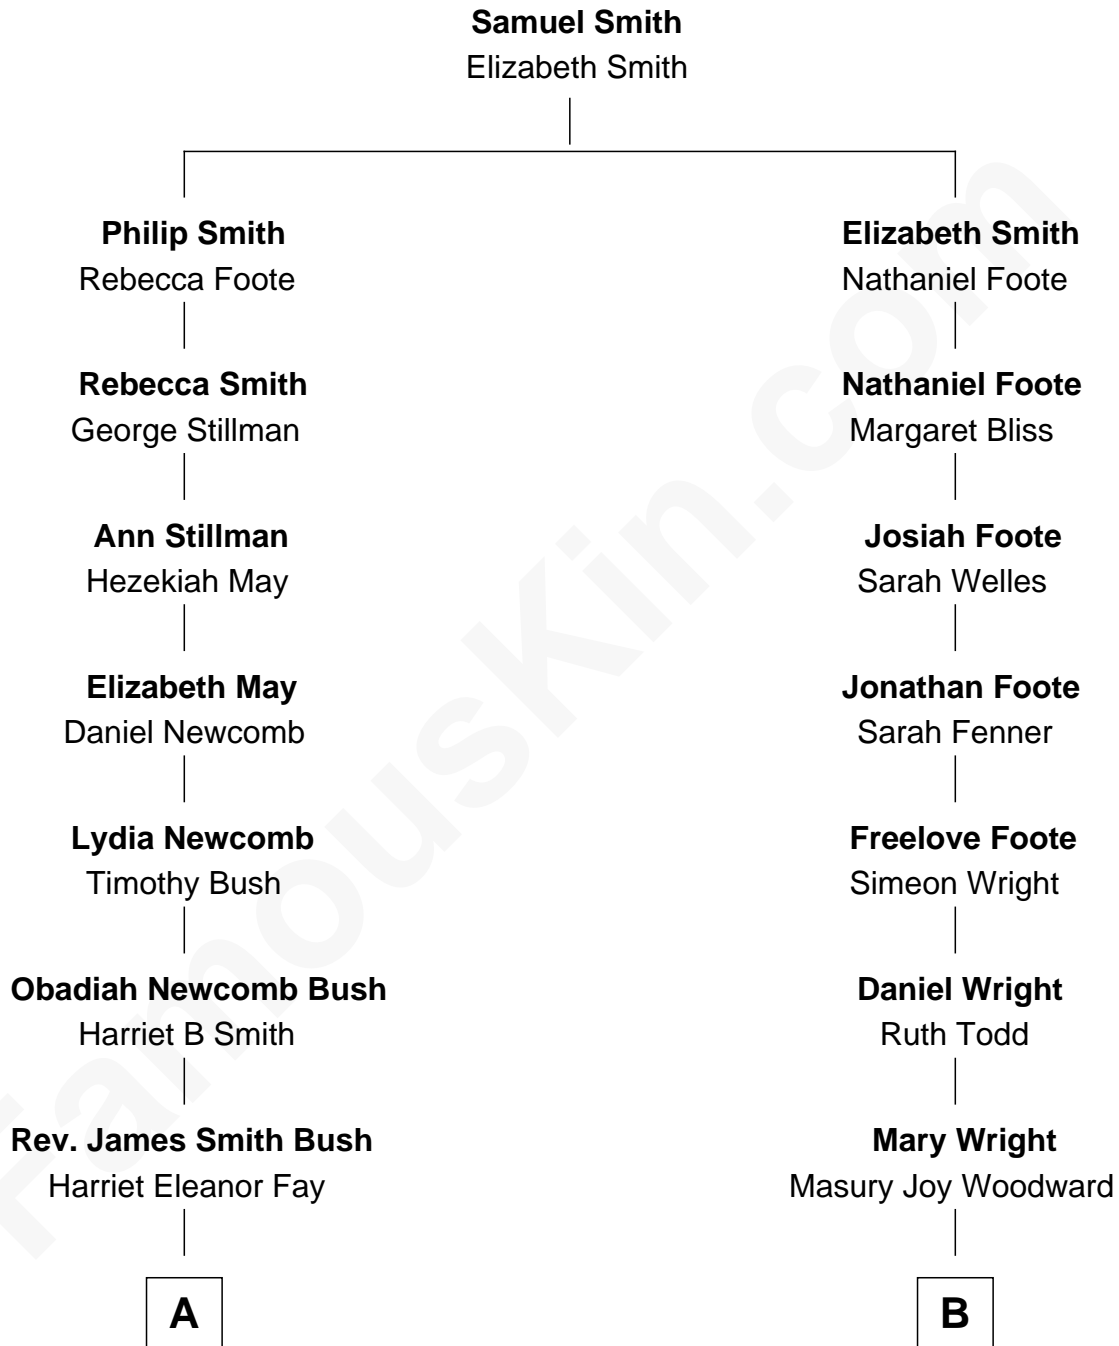 Samuel Smith
Elizabeth Smith
Philip Smith
Rebecca Foote
Elizabeth Smith
Nathaniel Foote
Rebecca Smith
George Stillman
Nathaniel Foote
Margaret Bliss
Ann Stillman
Hezekiah May
Josiah Foote
Sarah Welles
Elizabeth May
Daniel Newcomb
Jonathan Foote
Sarah Fenner
Lydia Newcomb
Timothy Bush
Freelove Foote
Simeon Wright
Obadiah Newcomb Bush
Harriet B Smith
Daniel Wright
Ruth Todd
Rev. James Smith Bush
Harriet Eleanor Fay
Mary Wright
Masury Joy Woodward
A
B
FamousKin.com